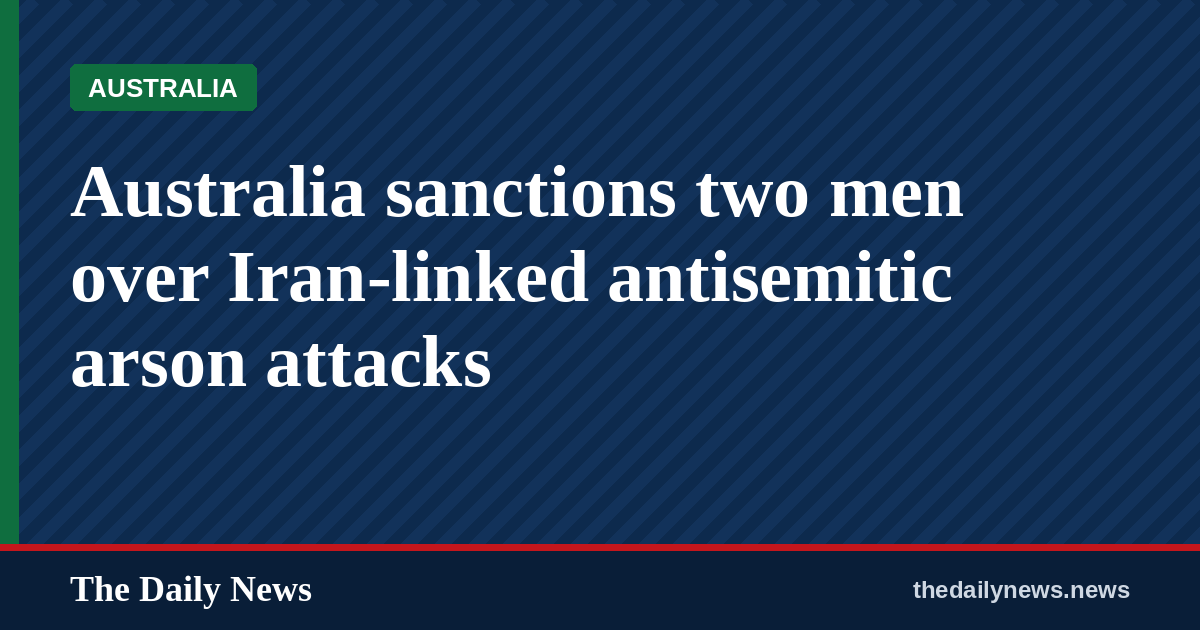 AUSTRALIA
Australia sanctions two men
over Iran-linked antisemitic
arson attacks
The Daily News
thedailynews.news